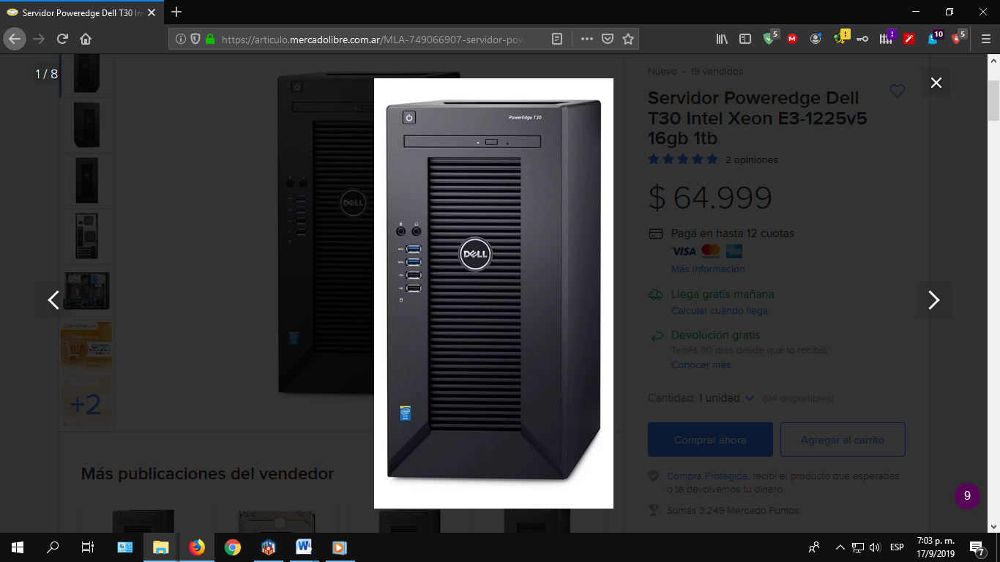 Servidor Poweredge Dell T30 In
https://articulo.mercadolibre.com.ar/MLA-749066907-servidor-pow
5
!
!
10
5
1 / 8
PowerEdge T30
DELL
DELL
+2
Más publicaciones del vendedor
Nuevo - 19 vendidos
Servidor Poweredge Dell
T30 Intel Xeon E3-1225v5
16gb 1tb
2 opiniones
$ 64.999
Pagá en hasta 12 cuotas
VISA
Más información
Llega gratis mañana
Calcular cuándo llega
Devolución gratis
Tenés 30 días desde que lo recibís
Conocer más
Cantidad: 1 unidad (94 disponibles)
Comprar ahora
Agregar al carrito
Compra Protegida, recibí el producto que esperabas
o te devolvemos tu dinero.
Sumás 3.249 Mercado Puntos.
9
ESP
7:03 p. m.
17/9/2019
7